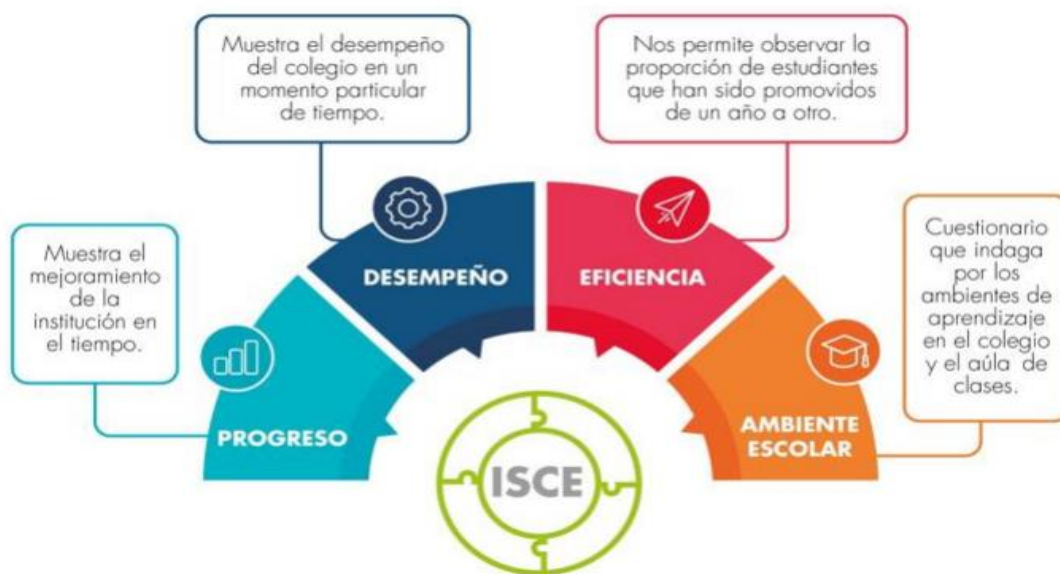 Muestra el desempeño
del colegio en un
momento particular
de tiempo.
Nos permite observar la
proporción de estudiantes
que han sido promovidos
de un año a otro.
Muestra el
mejoramiento
de la
institución en
el tiempo.
Cuestionario
que indaga
por los
ambientes de
aprendizaje
en el colegio
y el aúla de
clases.
DESEMPEÑO
EFICIENCIA
PROGRESO
AMBIENTE
ESCOLAR
ISCE